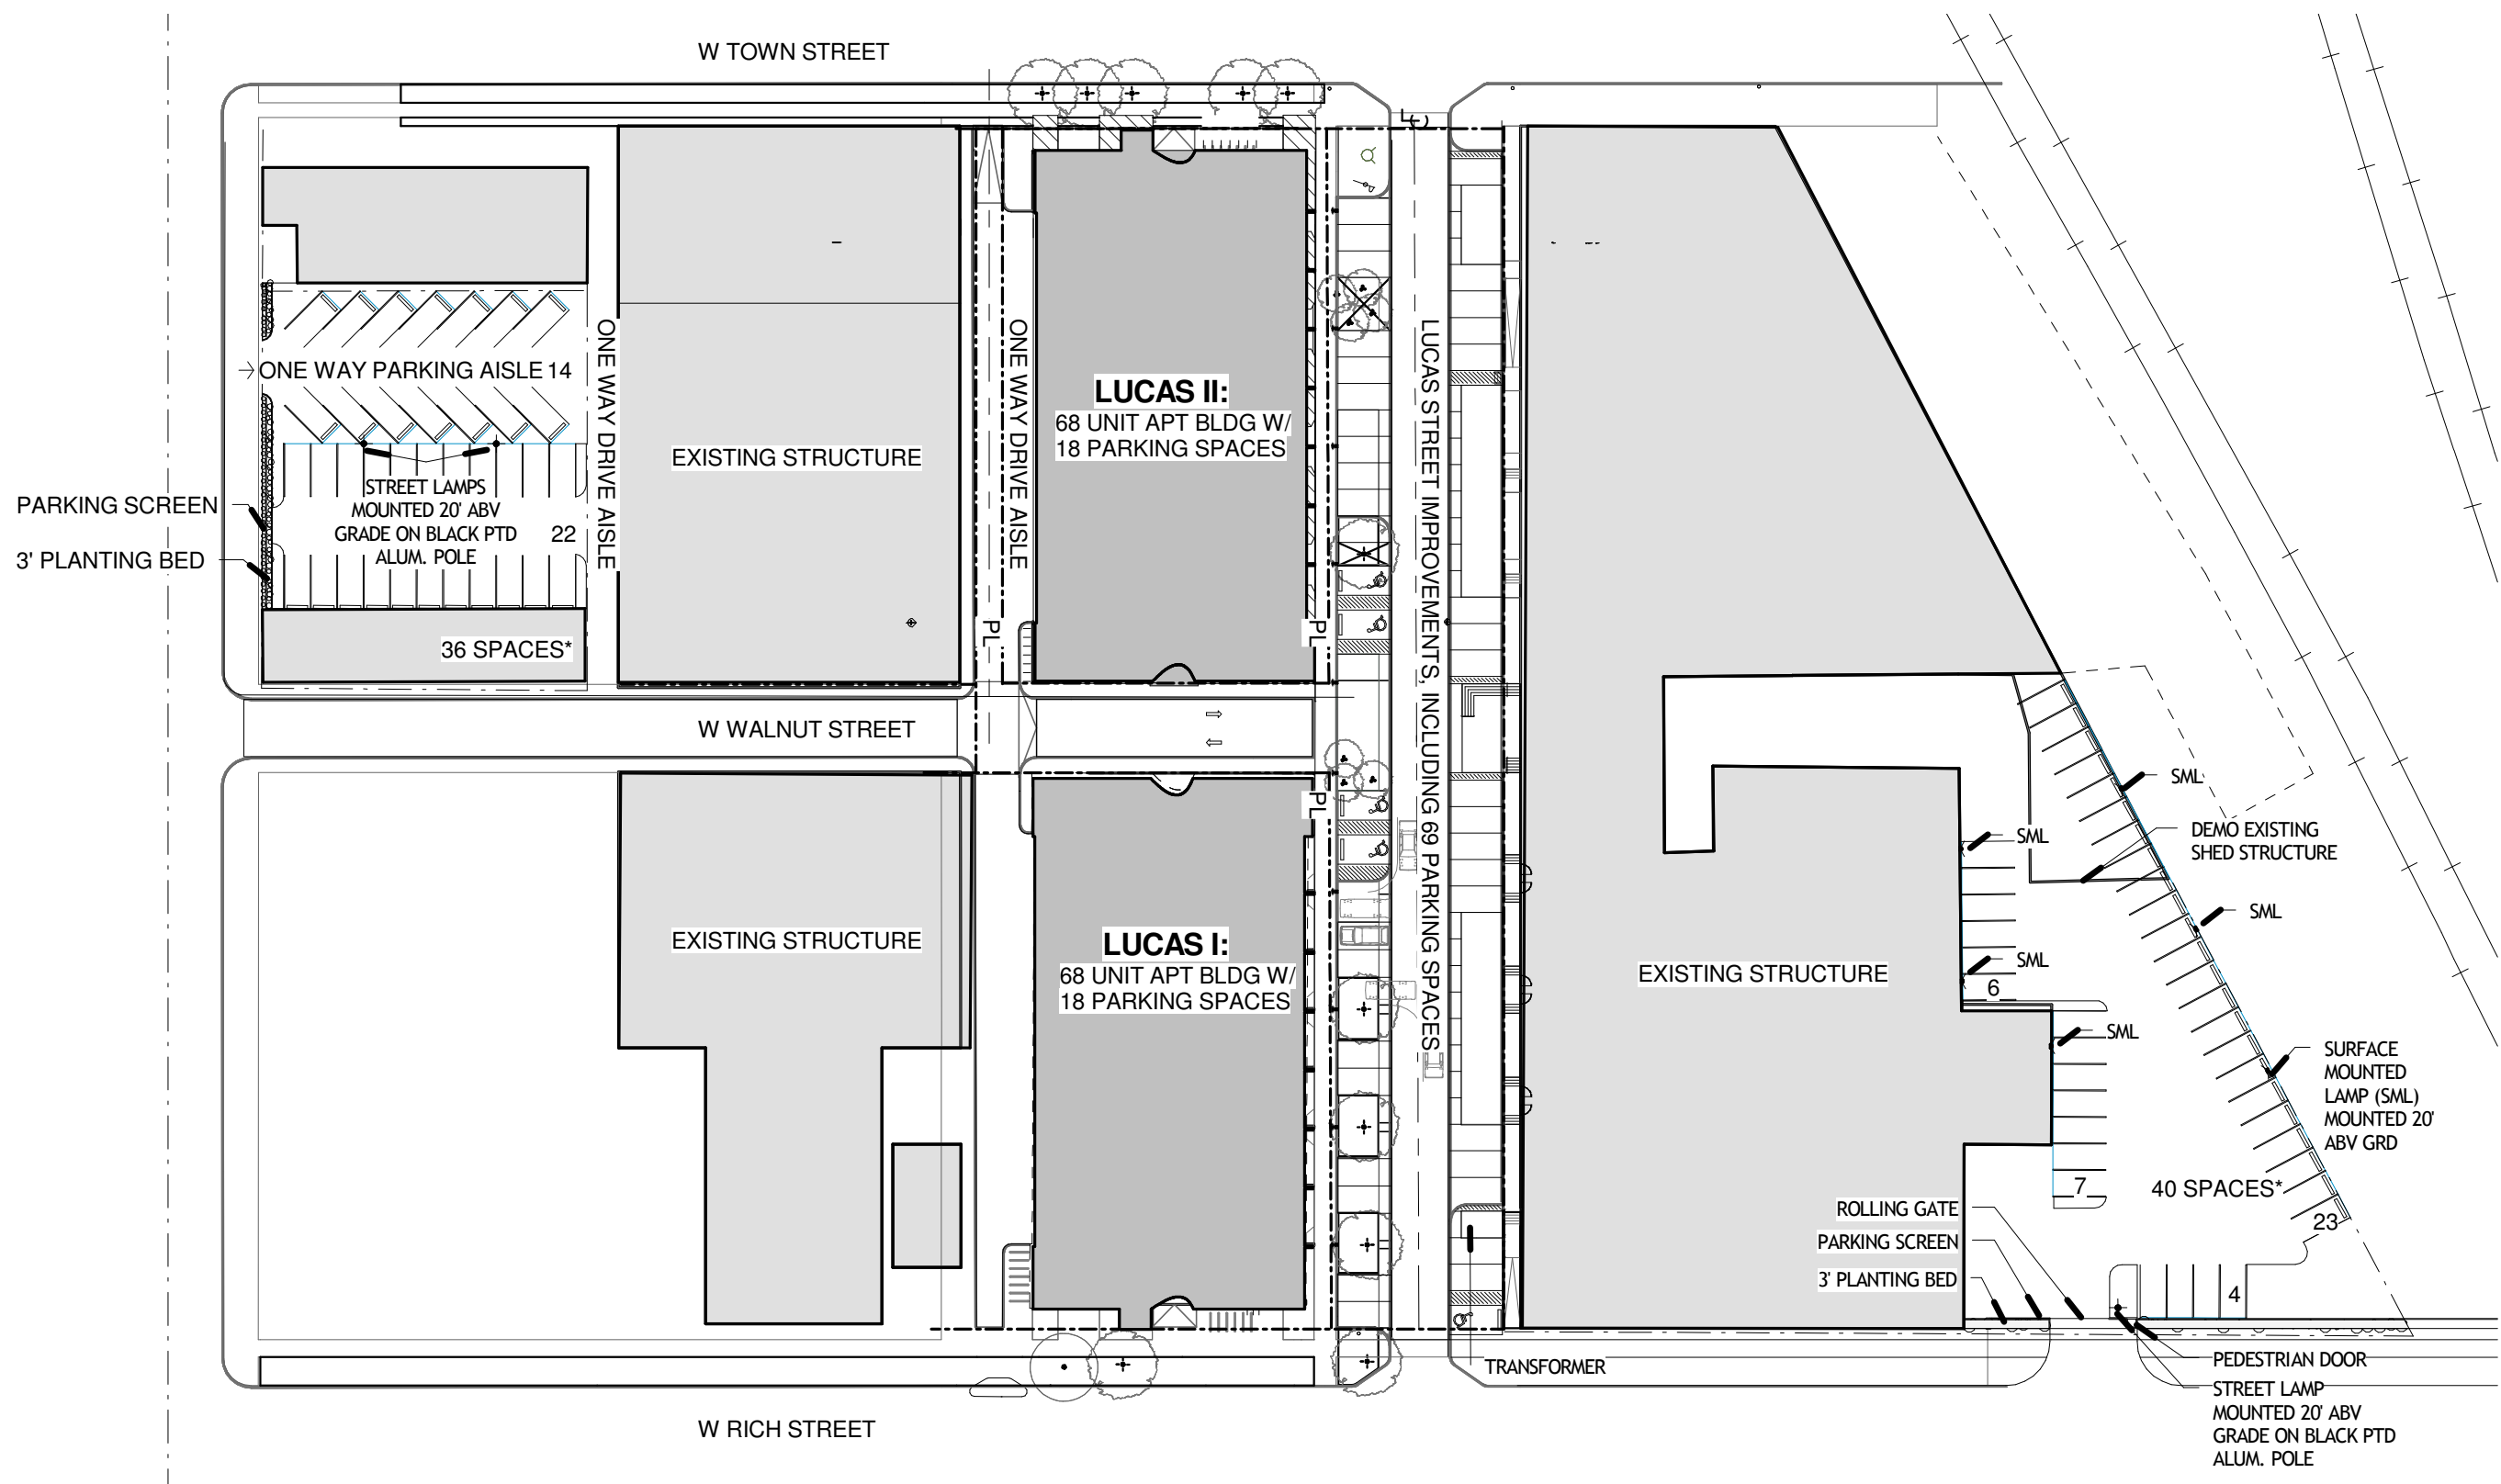 W TOWN STREET
ONE WAY PARKING AISLE 14
ONE WAY DRIVE AISLE
PARKING SCREEN
3' PLANTING BED
STREET LAMPS
MOUNTED 20' ABV
GRADE ON BLACK PTD
ALUM. POLE
22
36 SPACES*
EXISTING STRUCTURE
ONE WAY DRIVE AISLE
PL
LUCAS II:
68 UNIT APT BLDG W/
18 PARKING SPACES
PL
LUCAS STREET IMPROVEMENTS, INCLUDING 69 PARKING SPACES
W WALNUT STREET
EXISTING STRUCTURE
PL
LUCAS I:
68 UNIT APT BLDG W/
18 PARKING SPACES
EXISTING STRUCTURE
SML
SML
DEMO EXISTING
SHED STRUCTURE
SML
SML
6
SML
SURFACE
MOUNTED
LAMP (SML)
MOUNTED 20'
ABV GRD
7
40 SPACES*
23
ROLLING GATE
PARKING SCREEN
3' PLANTING BED
4
TRANSFORMER
PEDESTRIAN DOOR
STREET LAMP
MOUNTED 20' ABV
GRADE ON BLACK PTD
ALUM. POLE
W RICH STREET